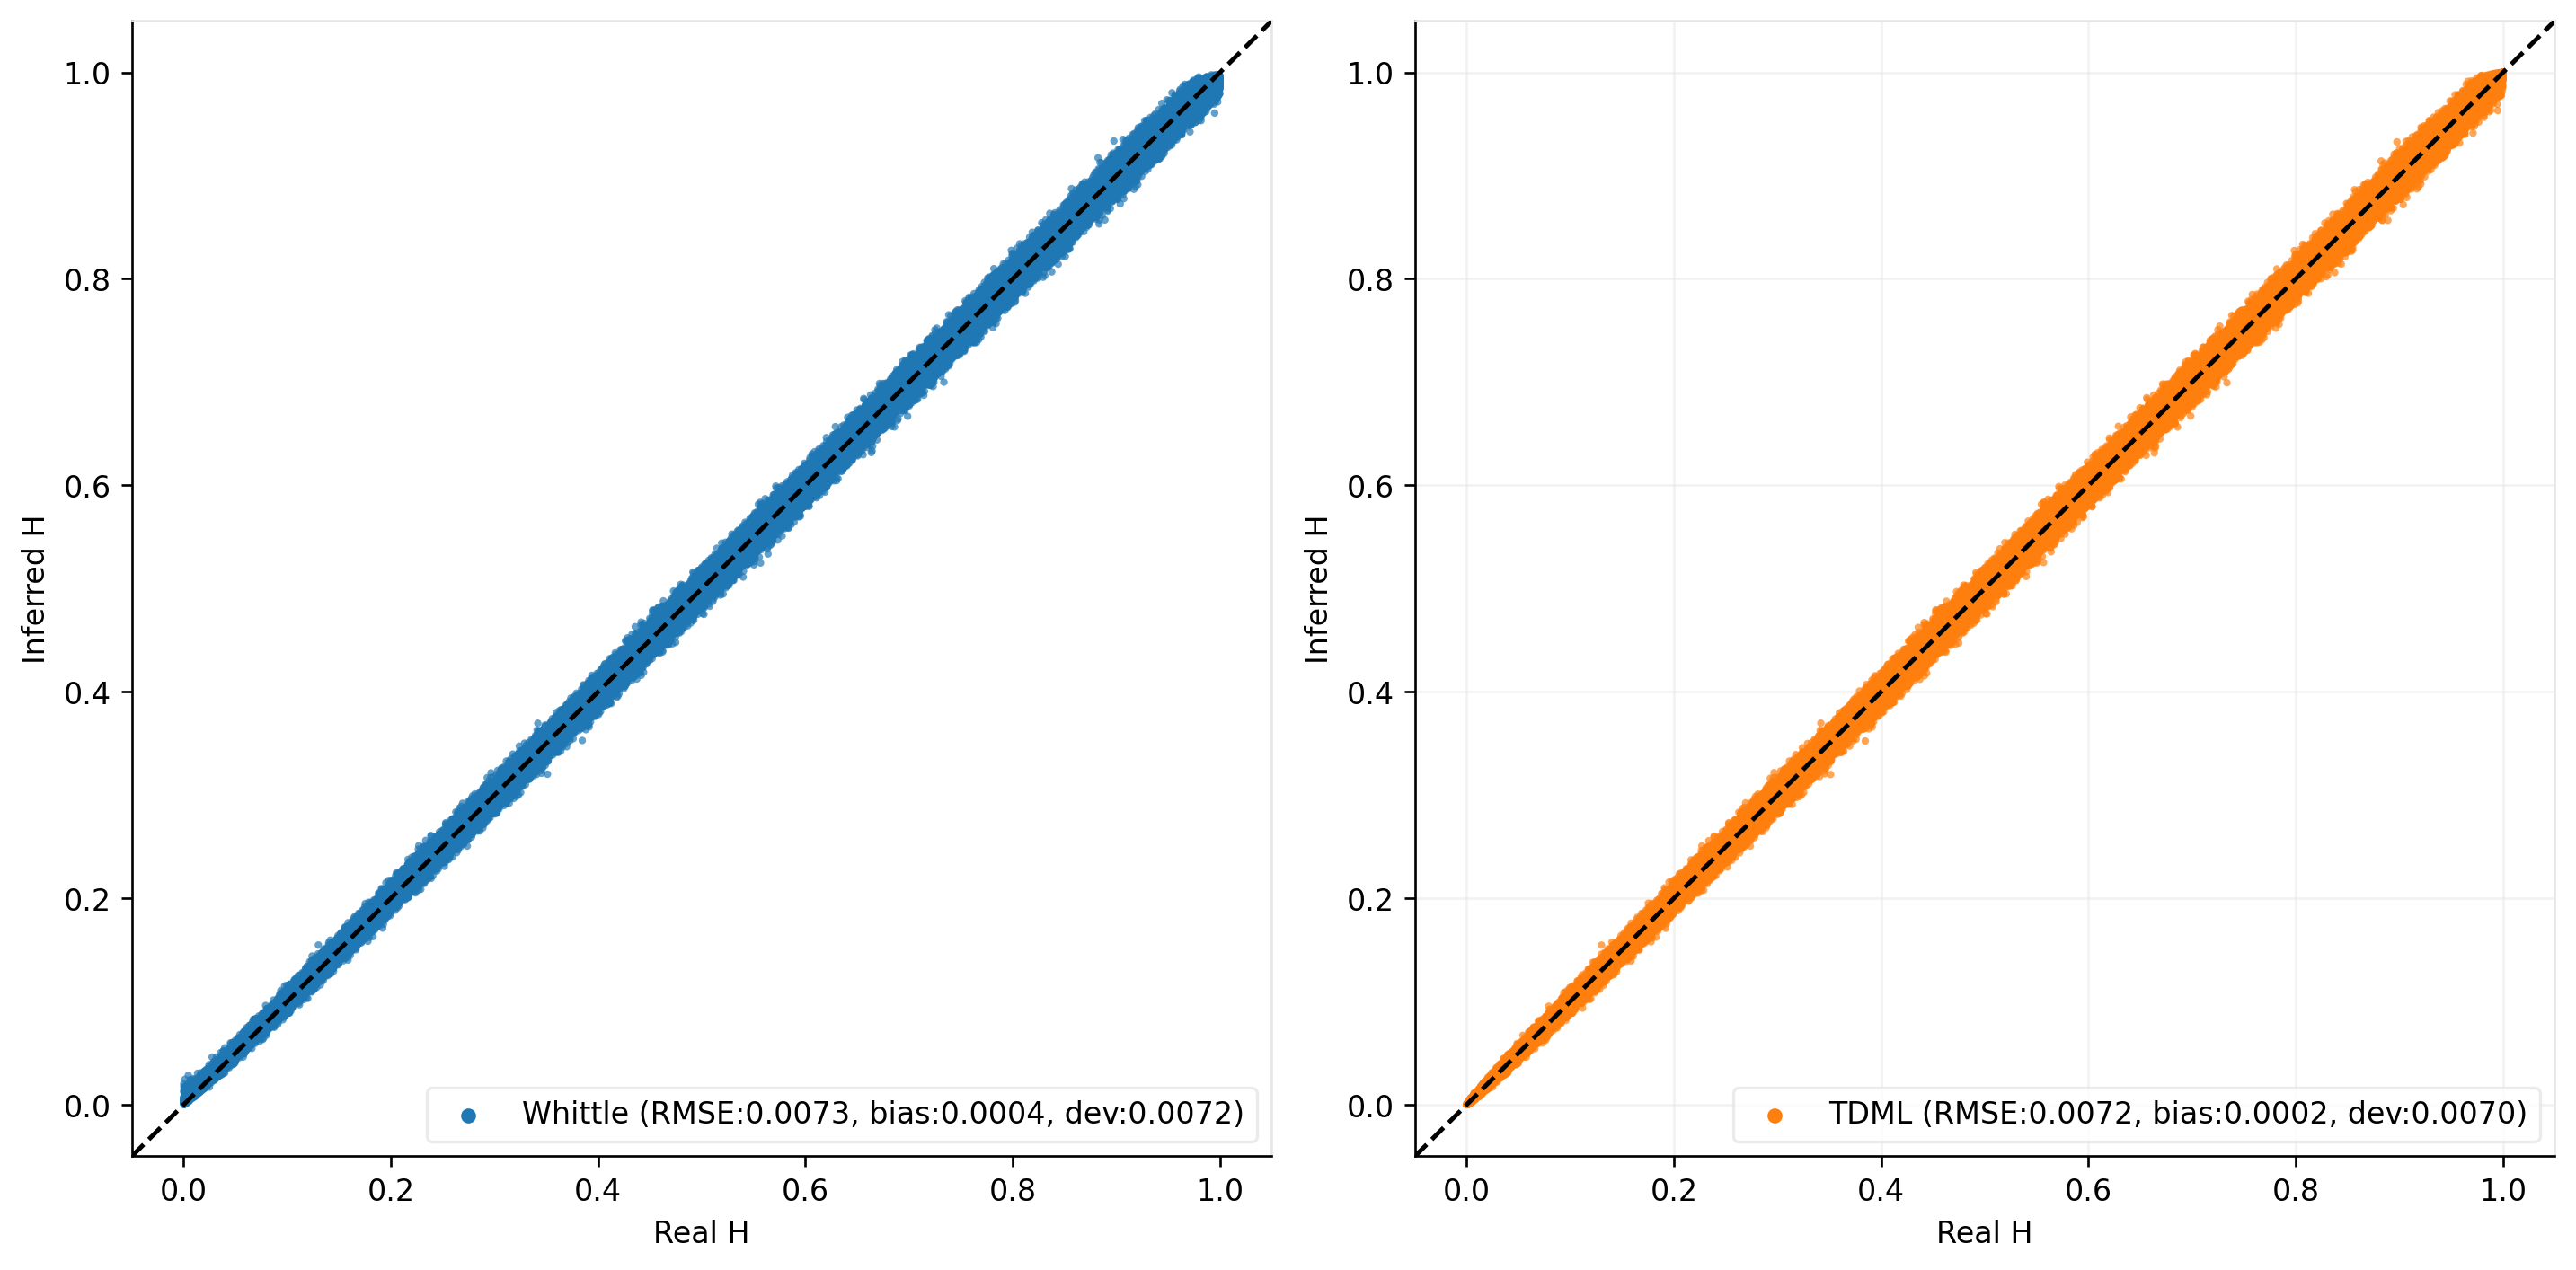 1.0
0.8
0.6
0.4
0.2
0.0
Inferred H
0.0 0.2 0.4 0.6 0.8 1.0
Real H
Whittle (RMSE:0.0073, bias:0.0004, dev:0.0072)
1.0
0.8
0.6
0.4
0.2
0.0
Inferred H
0.0 0.2 0.4 0.6 0.8 1.0
Real H
TDML (RMSE:0.0072, bias:0.0002, dev:0.0070)